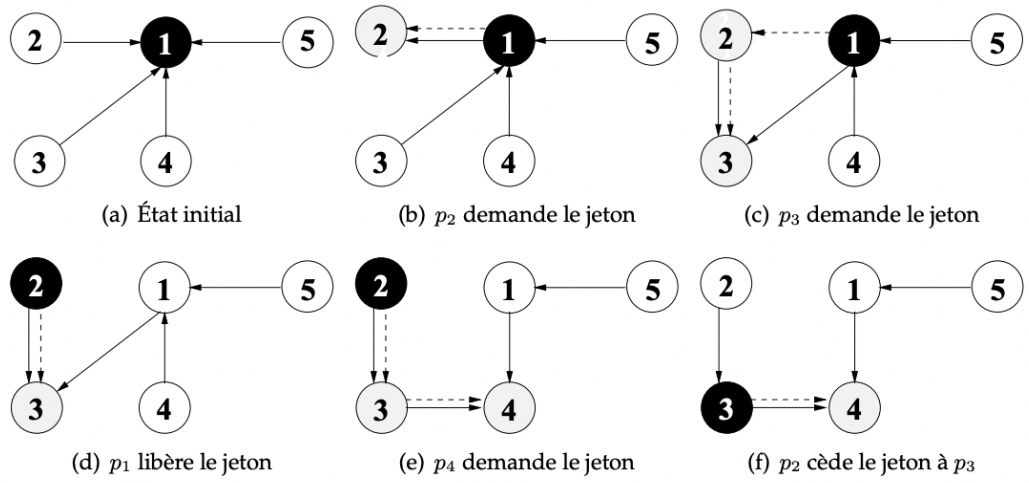 2 1 5 2 1 5 2 1 5
3 4 3 4 3 4
(a) État initial (b) p₂ demande le jeton (c) p₃ demande le jeton
2 1 5 2 1 5 2 1 5
3 4 3 4 3 4
(d) p₁ libère le jeton (e) p₄ demande le jeton (f) p₂ cède le jeton à p₃